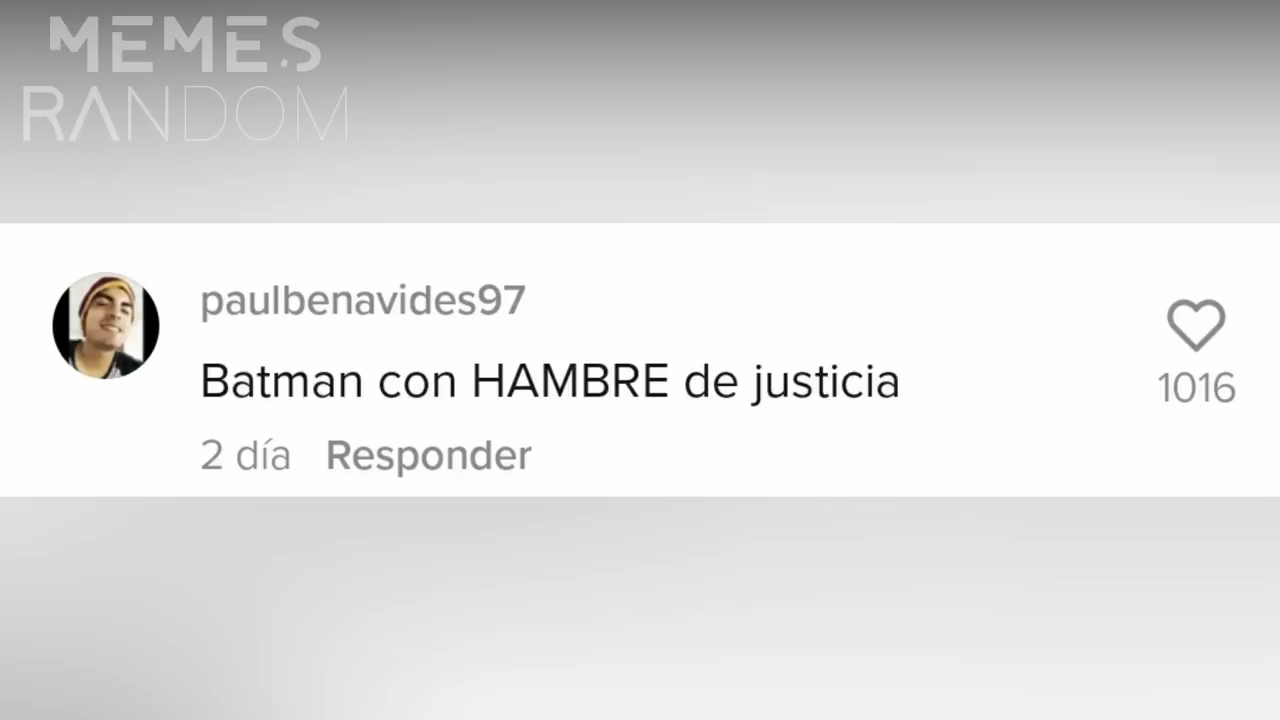 MEMES
RANDOM
paulbenavides97
Batman con HAMBRE de justicia
1016
2 día Responder